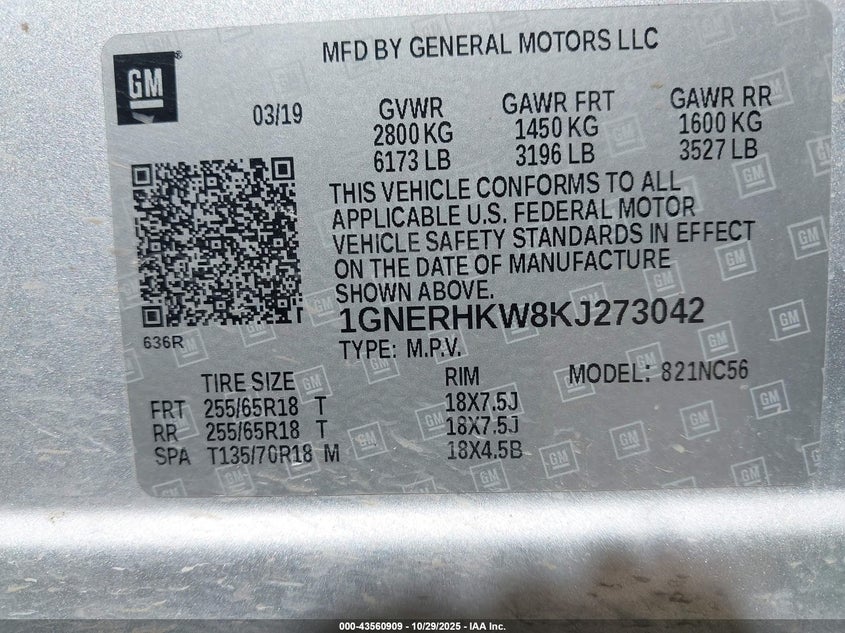 MFD BY GENERAL MOTORS LLC
GM
03/19
GVWR GAWR FRT GAWR RR
2800 KG 1450 KG 1600 KG
6173 LB 3196 LB 3527 LB
THIS VEHICLE CONFORMS TO ALL
APPLICABLE U.S. FEDERAL MOTOR
VEHICLE SAFETY STANDARDS IN EFFECT
ON THE DATE OF MANUFACTURE
SHOWN ABOVE.
1GNERHKW8KJ273042
636R
TYPE: M.P.V.
TIRE SIZE RIM MODEL: 821NC56
FRT 255/65R18 T 18X7.5J
RR 255/65R18 T 18X7.5J
SPA T135/70R18 M 18X4.5B
000-43560909 - 10/29/2025 - IAA Inc.